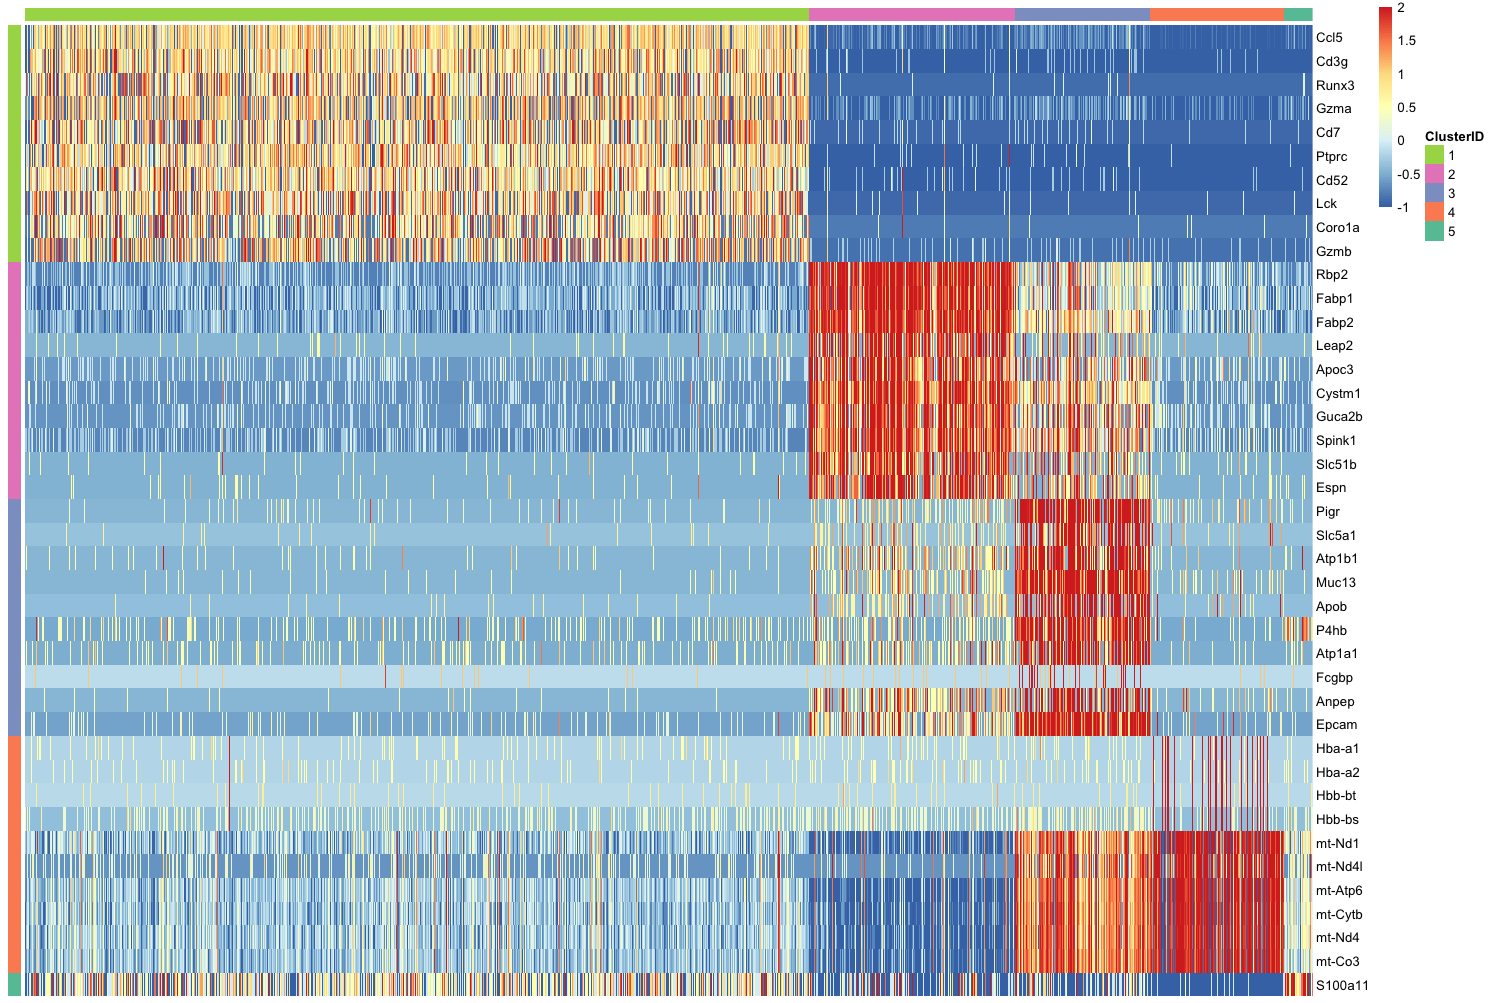 Ccl5
Cd3g
Runx3
Gzma
Cd7
Ptprc
Cd52
Lck
Coro1a
Gzmb
Rbp2
Fabp1
Fabp2
Leap2
Apoc3
Cystm1
Guca2b
Spink1
Slc51b
Espn
Pigr
Slc5a1
Atp1b1
Muc13
Apob
P4hb
Atp1a1
Fcgbp
Anpep
Epcam
Hba-a1
Hba-a2
Hbb-bt
Hbb-bs
mt-Nd1
mt-Nd4l
mt-Atp6
mt-Cytb
mt-Nd4
mt-Co3
S100a11
2
1.5
1
0.5
0
-0.5
-1
ClusterID
1
2
3
4
5